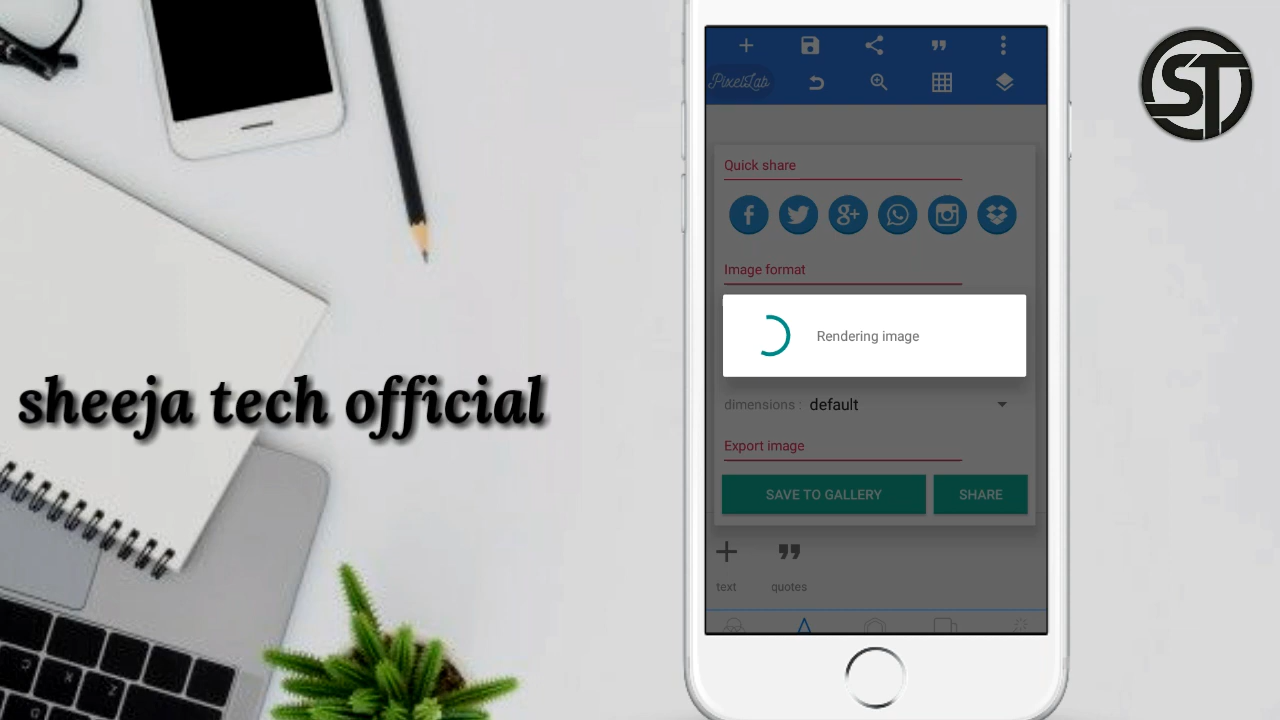 ST
PixelLab
Quick share
Image format
Rendering image
dimensions : default
Export image
SAVE TO GALLERY SHARE
text quotes
sheeja tech official
C X Z